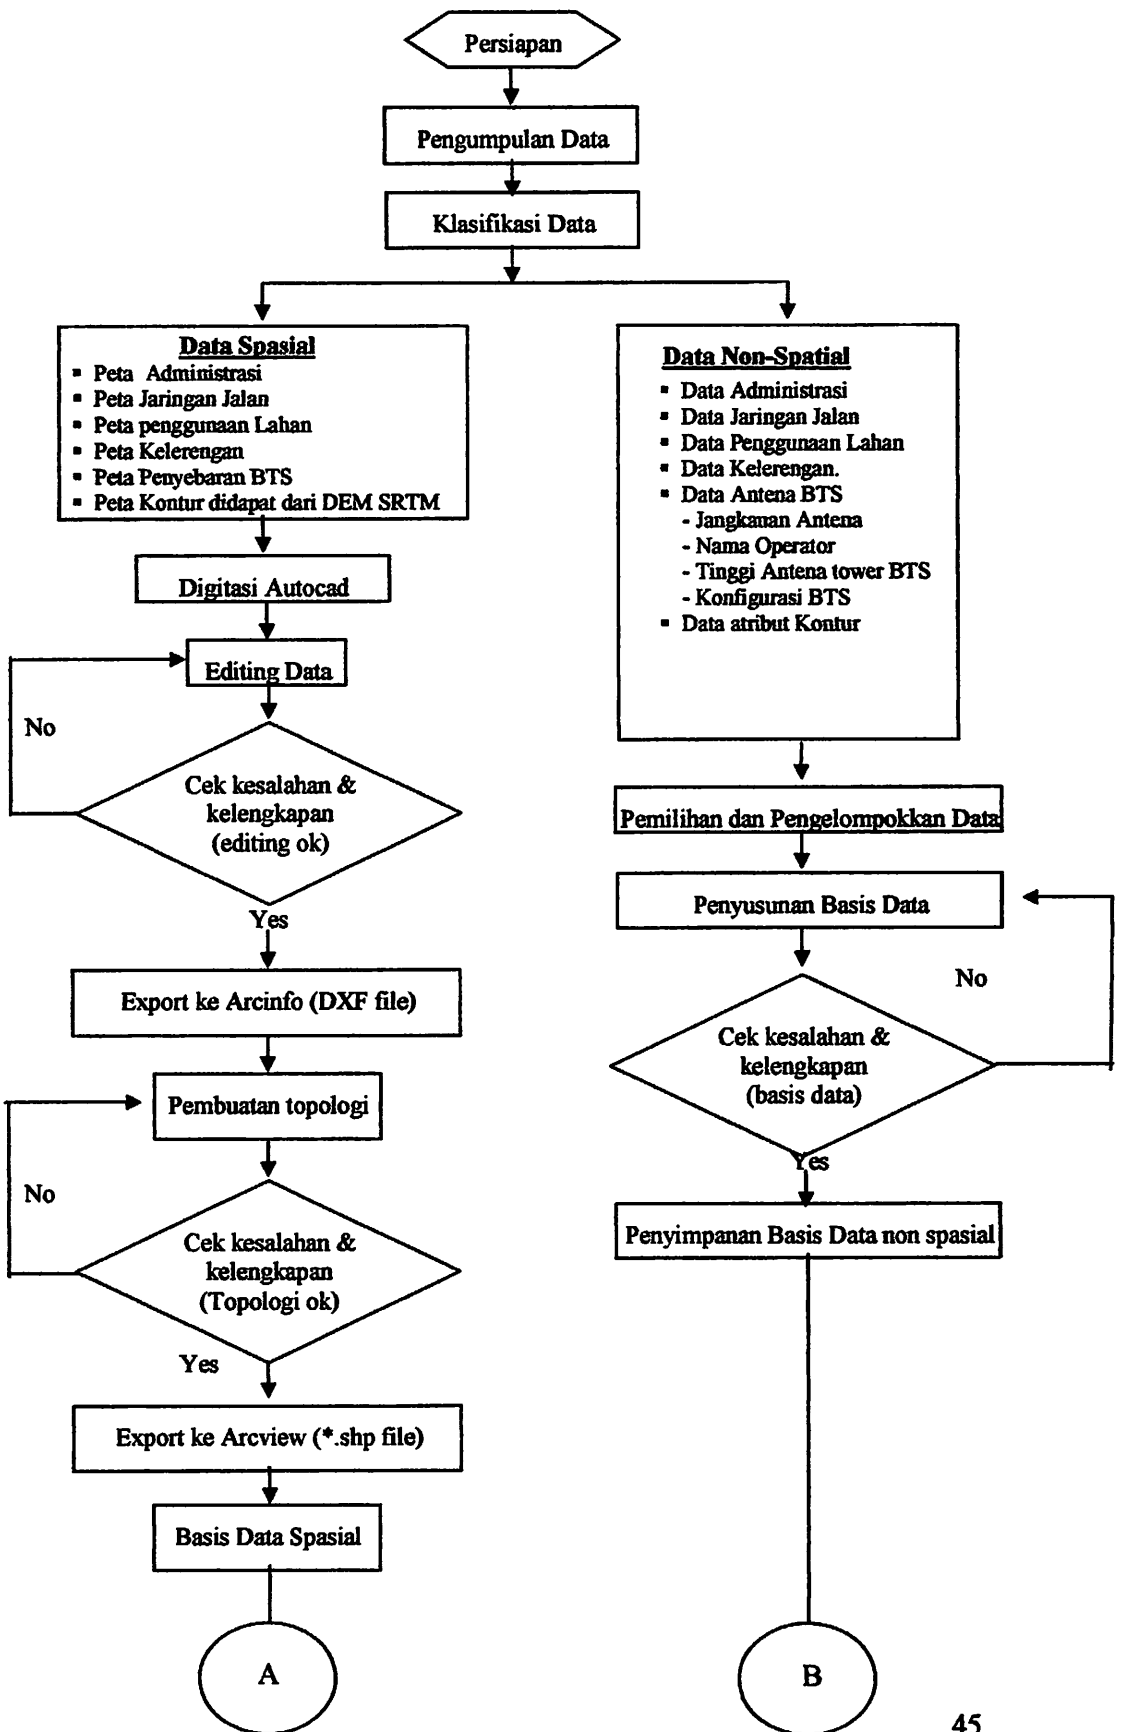 Persiapan
Pengumpulan Data
Klasifikasi Data
Data Spasial
▪ Peta Administrasi
▪ Peta Jaringan Jalan
▪ Peta penggunaan Lahan
▪ Peta Kelerengan
▪ Peta Penyebaran BTS
▪ Peta Kontur didapat dari DEM SRTM
Digitasi Autocad
Editing Data
No
Cek kesalahan &
kelengkapan
(editing ok)
Yes
Export ke Arcinfo (DXF file)
Pembuatan topologi
No
Cek kesalahan &
kelengkapan
(Topologi ok)
Yes
Export ke Arcview (*.shp file)
Basis Data Spasial
A
Data Non-Spatial
▪ Data Administrasi
▪ Data Jaringan Jalan
▪ Data Penggunaan Lahan
▪ Data Kelerengan.
▪ Data Antena BTS
- Jangkanan Antena
- Nama Operator
- Tinggi Antena tower BTS
- Konfigurasi BTS
▪ Data atribut Kontur
Pemilihan dan Pengelompokkan Data
Penyusunan Basis Data
No
Cek kesalahan &
kelengkapan
(basis data)
Yes
Penyimpanan Basis Data non spasial
B
45